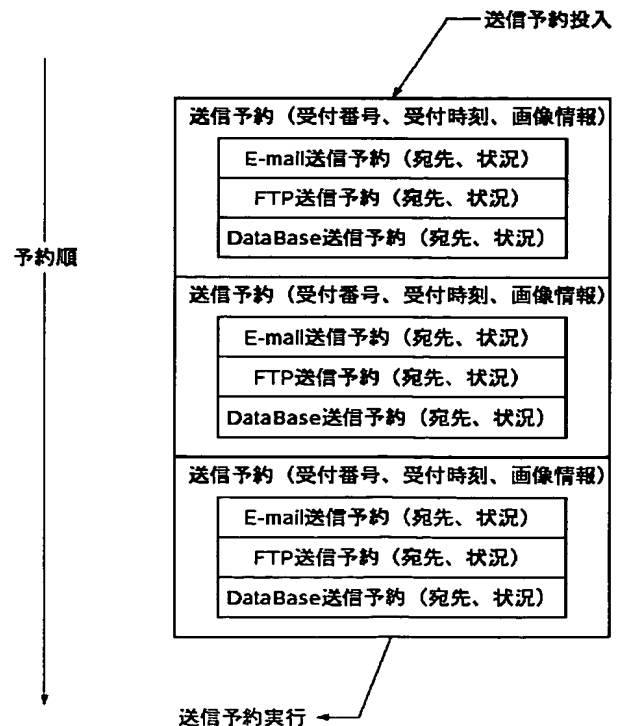 送信予約投入
送信予約（受付番号、受付時刻、画像情報）
E-mail送信予約（宛先、状況）
FTP送信予約（宛先、状況）
DataBase送信予約（宛先、状況）
予約順
送信予約（受付番号、受付時刻、画像情報）
E-mail送信予約（宛先、状況）
FTP送信予約（宛先、状況）
DataBase送信予約（宛先、状況）
送信予約（受付番号、受付時刻、画像情報）
E-mail送信予約（宛先、状況）
FTP送信予約（宛先、状況）
DataBase送信予約（宛先、状況）
送信予約実行